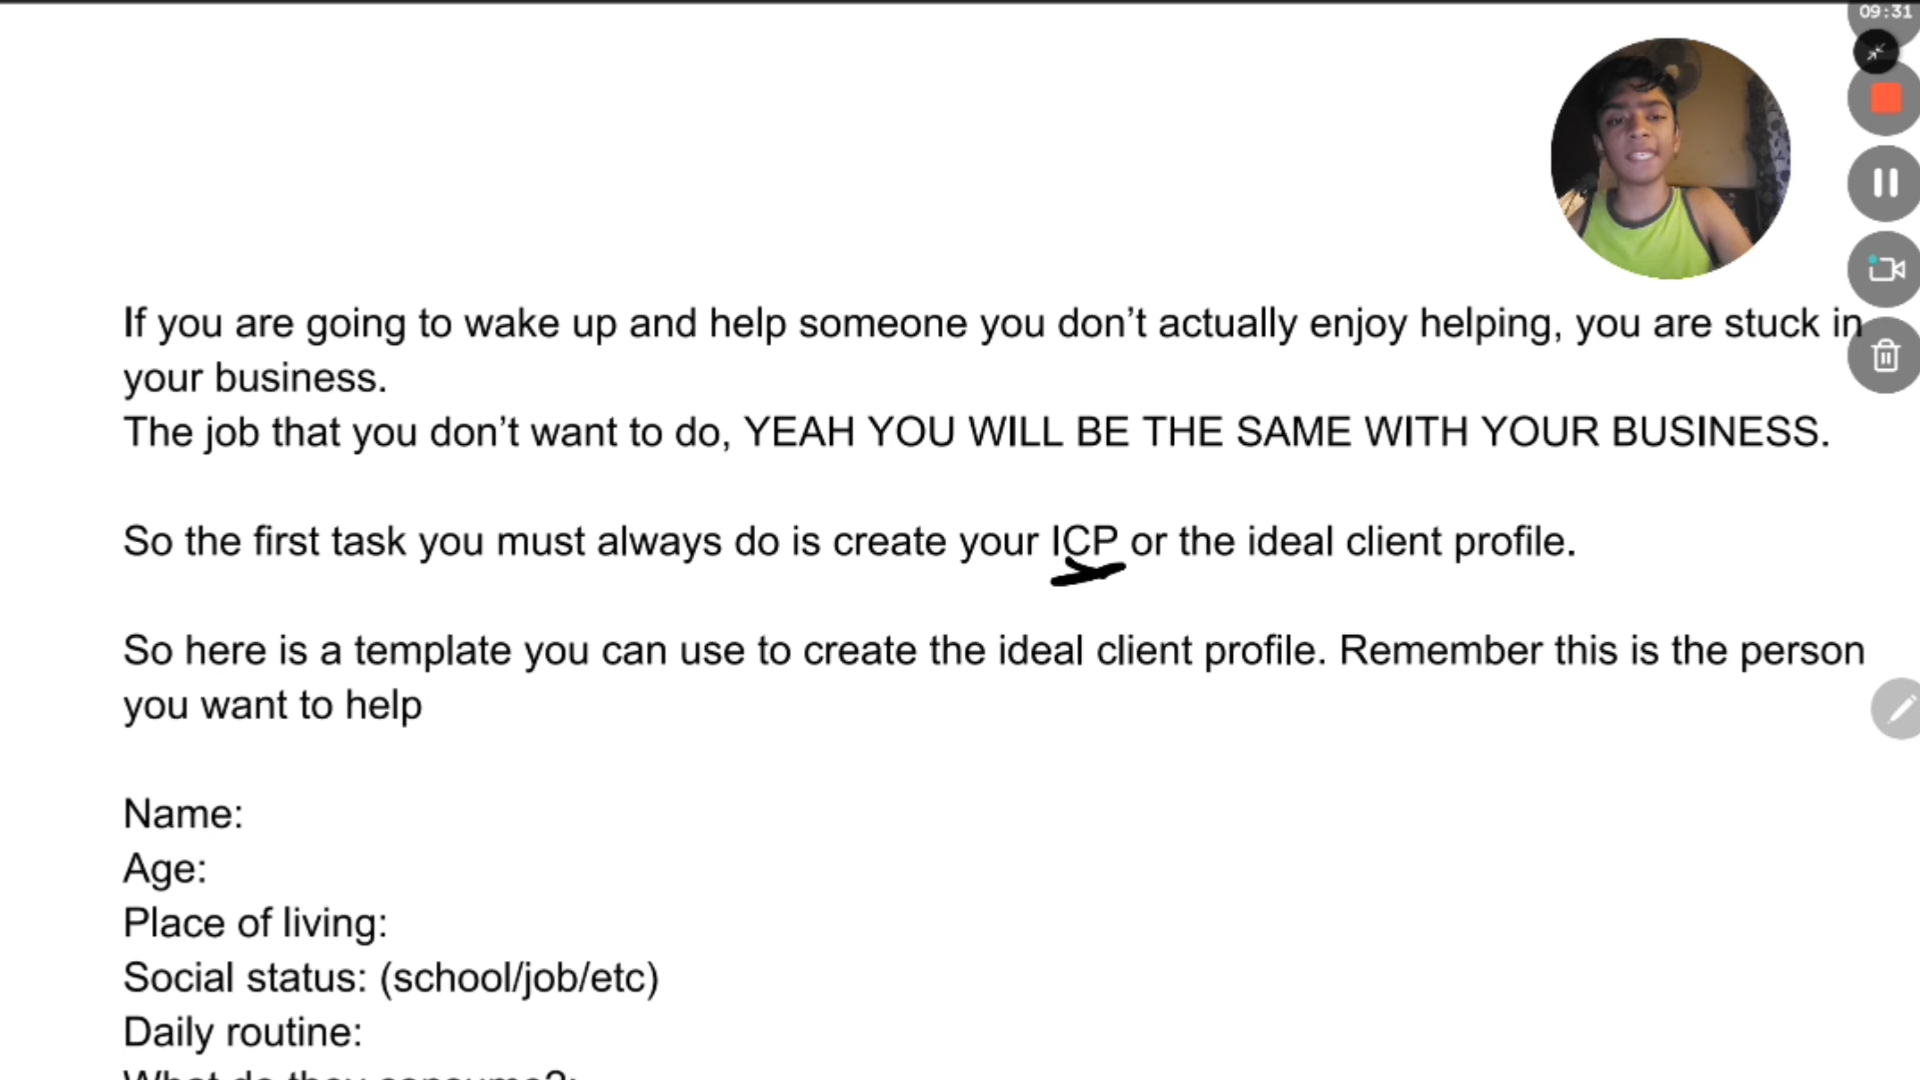 09:31
If you are going to wake up and help someone you don’t actually enjoy helping, you are stuck in
your business.
The job that you don’t want to do, YEAH YOU WILL BE THE SAME WITH YOUR BUSINESS.
So the first task you must always do is create your ICP or the ideal client profile.
So here is a template you can use to create the ideal client profile. Remember this is the person
you want to help
Name:
Age:
Place of living:
Social status: (school/job/etc)
Daily routine:
What do they consume?: